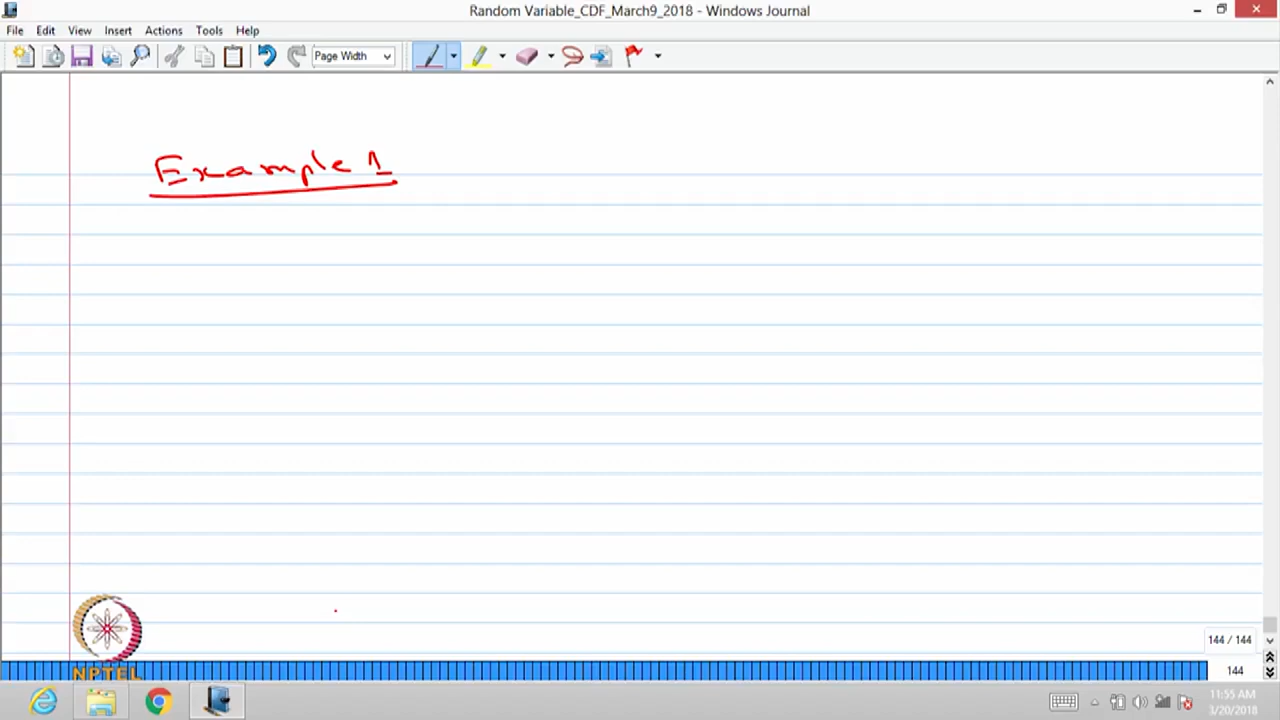 Random Variable_CDF_March9_2018 - Windows Journal
File Edit View Insert Actions Tools Help
Page Width
Example 1
144 / 144
NPTEL
144
11:55 AM
3/20/2018